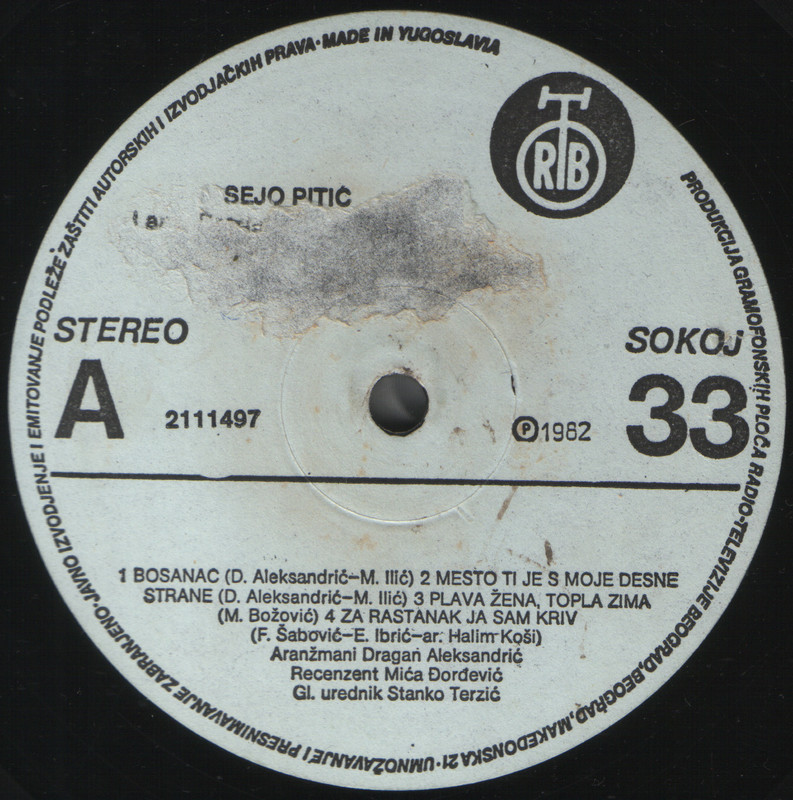 PRODUKCIJA GRAMOFONSKIH PLOČA RADIO-TELEVIZIJE BEOGRAD, BEOGRAD, MAKEDONSKA 21 · UMNOŽAVANJE I PRESNIMAVANJE ZABRANJENO · JAVNO IZVODJENJE I EMITOVANJE PODLEŽE ZAŠTITI AUTORSKIH I IZVODJAČKIH PRAVA · MADE IN YUGOSLAVIA
RTB
SEJO PITIĆ
STEREO
SOKOJ
A
2111497
Ⓟ1982
33
1 BOSANAC (D. Aleksandrić–M. Ilić) 2 MESTO TI JE S MOJE DESNE
STRANE (D. Aleksandrić–M. Ilić) 3 PLAVA ŽENA, TOPLA ZIMA
(M. Božović) 4 ZA RASTANAK JA SAM KRIV
(F. Šabović–E. Ibrić–ar. Halim Koši)
Aranžmani Dragan Aleksandrić
Recenzent Mića Đorđević
Gl. urednik Stanko Terzić